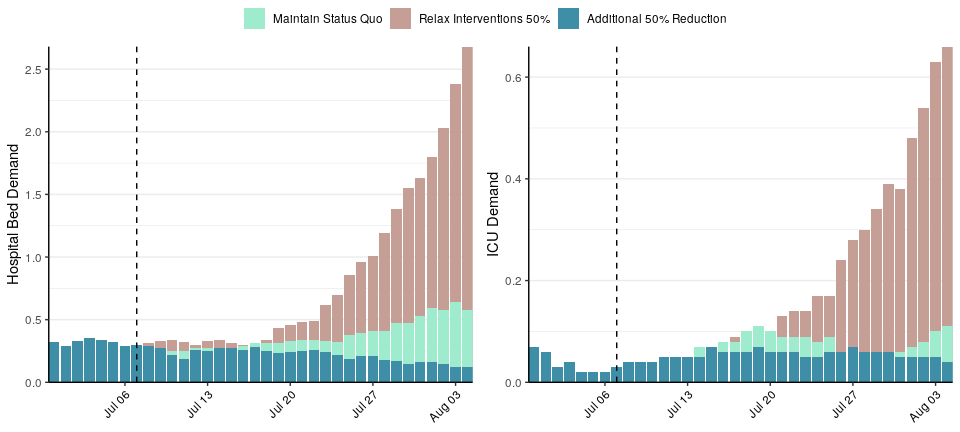 Maintain Status Quo Relax Interventions 50% Additional 50% Reduction
Hospital Bed Demand
2.5
2.0
1.5
1.0
0.5
0.0
Jul 06 Jul 13 Jul 20 Jul 27 Aug 03
ICU Demand
0.6
0.4
0.2
0.0
Jul 06 Jul 13 Jul 20 Jul 27 Aug 03